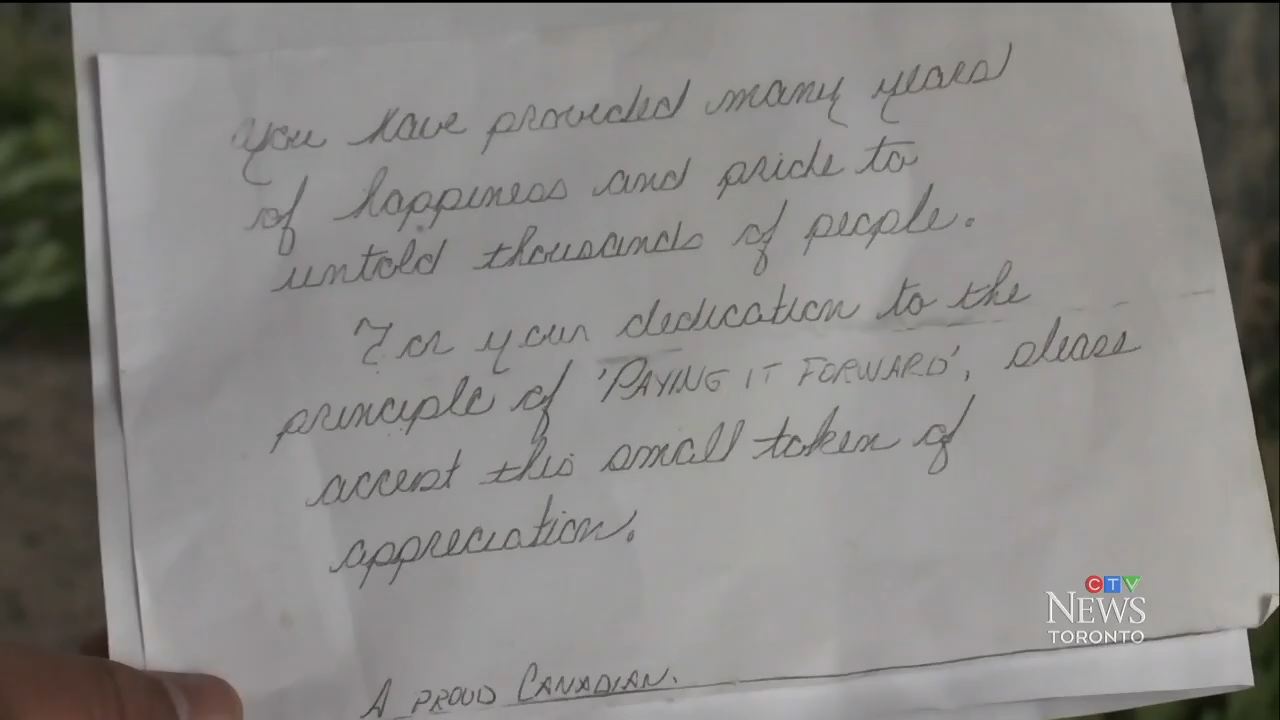 You have provided many years
of happiness and pride to
untold thousands of people.
For your dedication to the
principle of 'PAYING IT FORWARD', please
accept this small token of
appreciation.
A PROUD CANADIAN.
CTV
NEWS
TORONTO